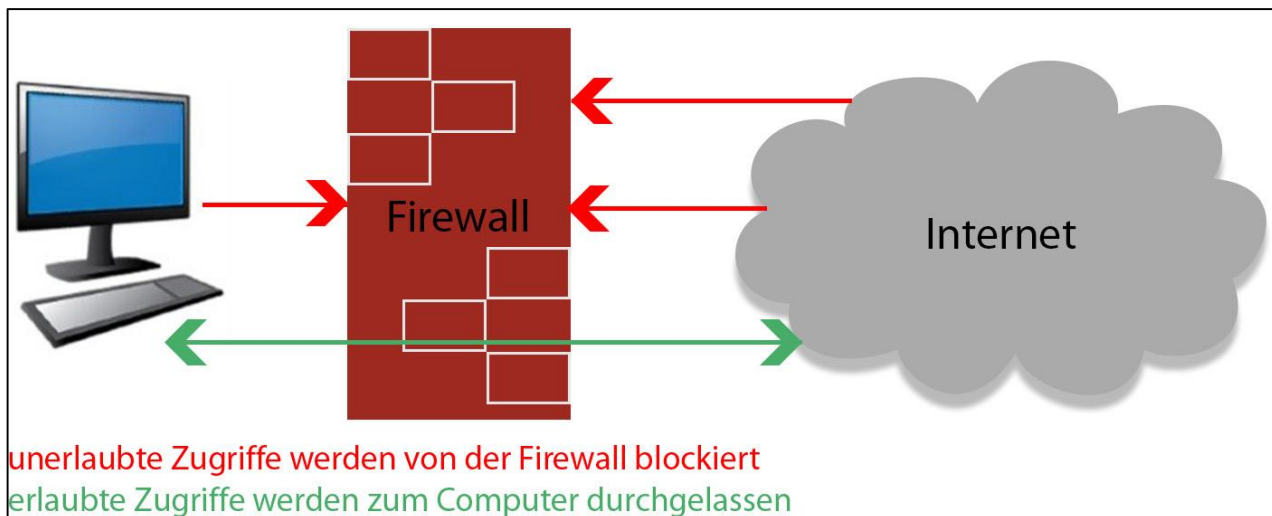 Firewall
Internet
unerlaubte Zugriffe werden von der Firewall blockiert
erlaubte Zugriffe werden zum Computer durchgelassen